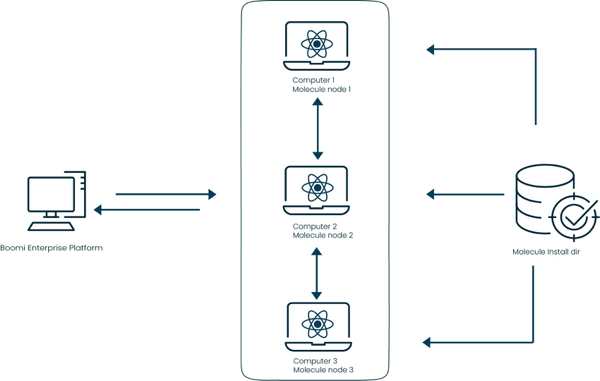 Computer 1
Molecule node 1
Computer 2
Molecule node 2
Boomi Enterprise Platform
Molecule Install dir
Computer 3
Molecule node 3